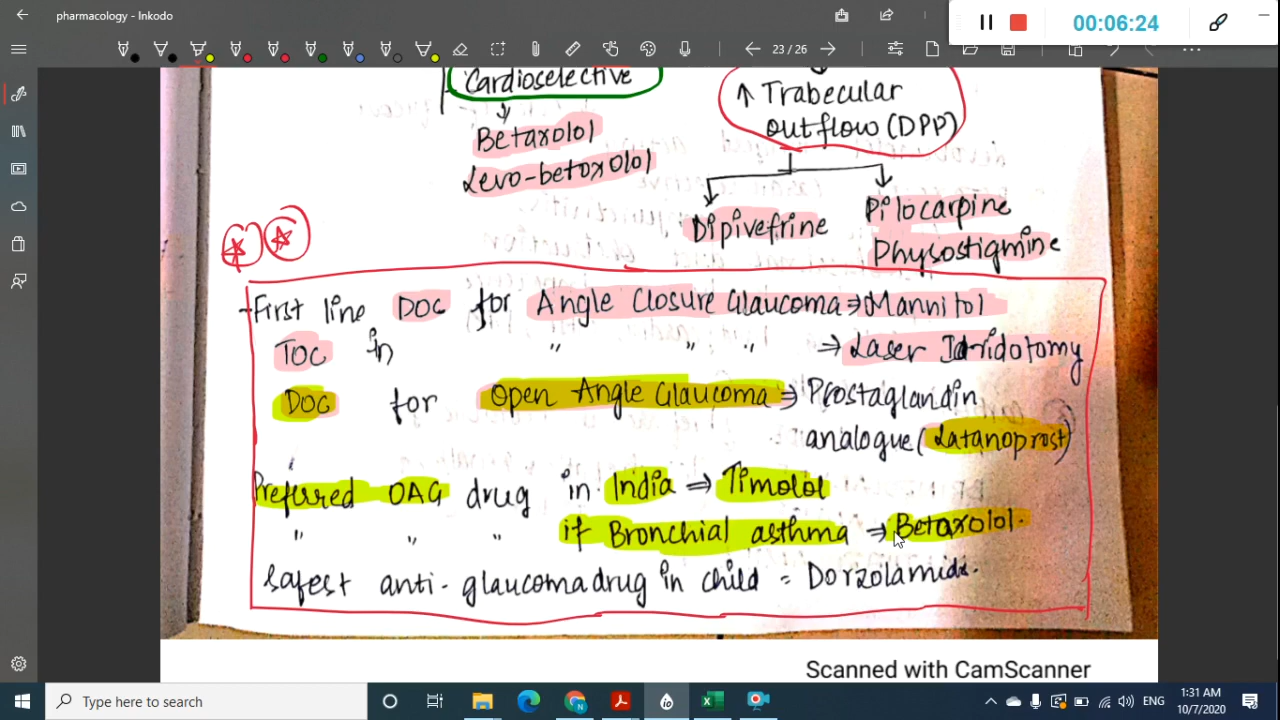 pharmacology - Inkodo
00:06:24
23 / 26
Cardioselective
Betaxolol
Levo-betoxolol
↑ Trabecular
outflow (DPP)
Dipivefrine
Pilocarpine
Physostigmine
First line DOC for Angle Closure Glaucoma ⇒ Mannitol
TOC in " " " ⇒ Laser Idridotomy
DOC for Open Angle Glaucoma ⇒ Prostaglandin
analogue (Latanoprost)
Preferred OAG drug in India ⇒ Timolol
" " " if Bronchial asthma ⇒ Betaxolol.
Safest anti-glaucoma drug in child = Dorzolamide.
Scanned with CamScanner
Type here to search
ENG
1:31 AM
10/7/2020